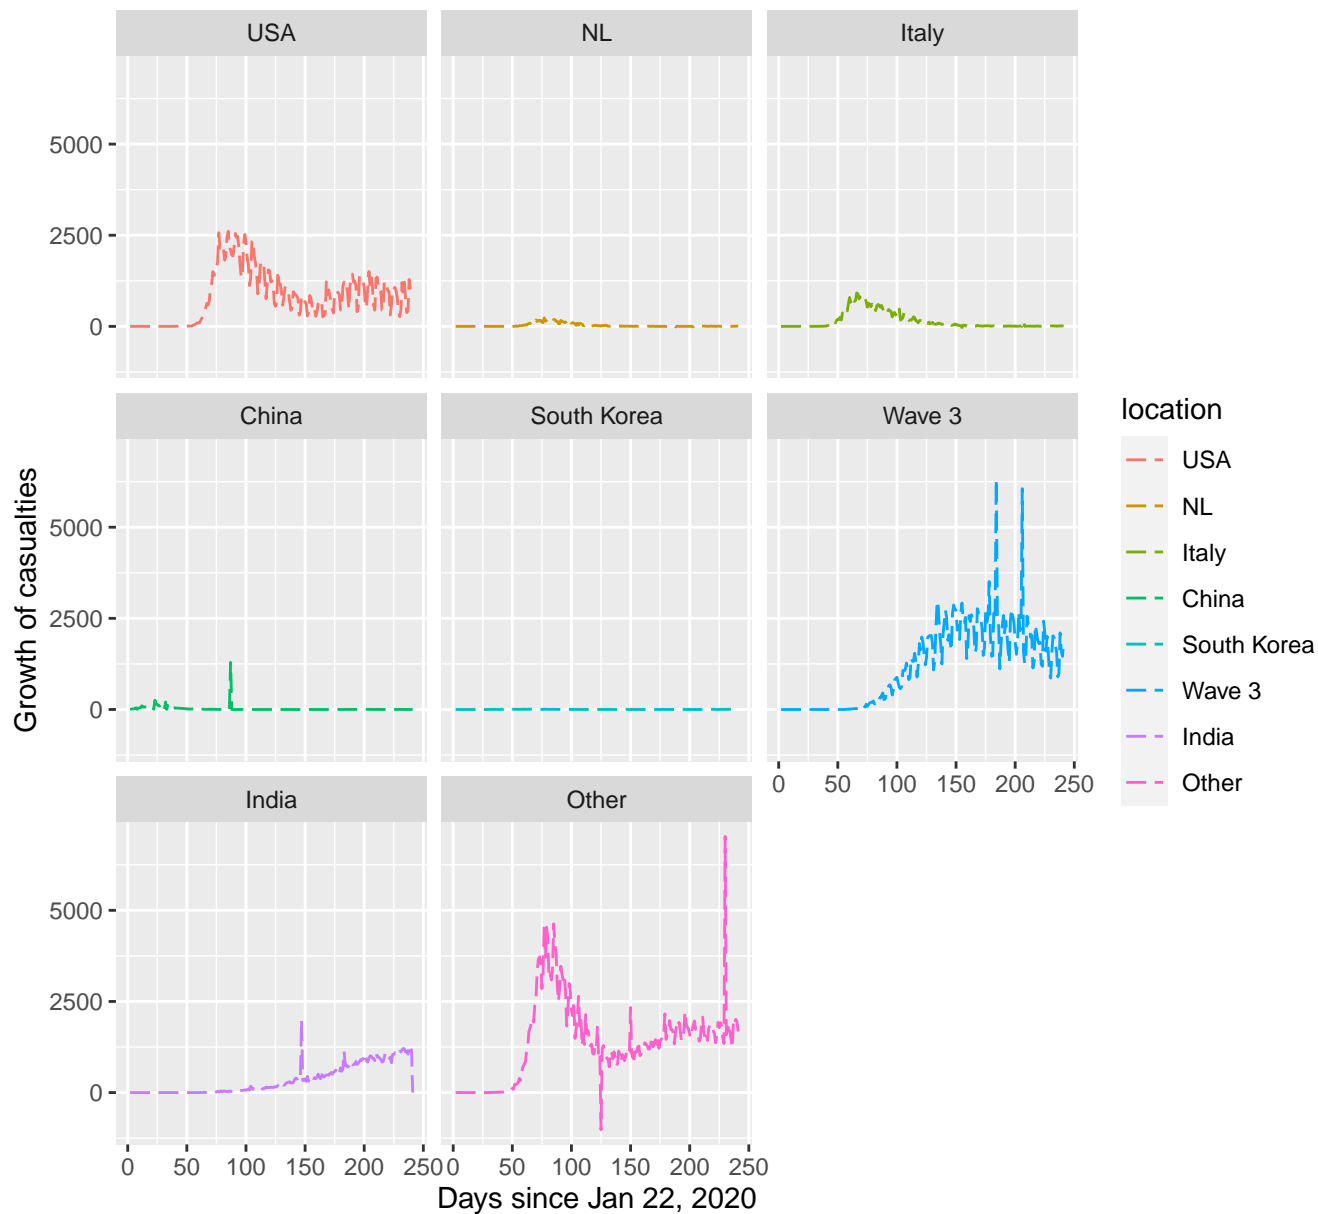 USA
NL
Italy
5000
2500
0
China
South Korea
Wave 3
5000
2500
0
0 50 100 150 200 250
India
Other
5000
2500
0
0 50 100 150 200 250
0 50 100 150 200 250
Growth of casualties
Days since Jan 22, 2020
location
USA
NL
Italy
China
South Korea
Wave 3
India
Other